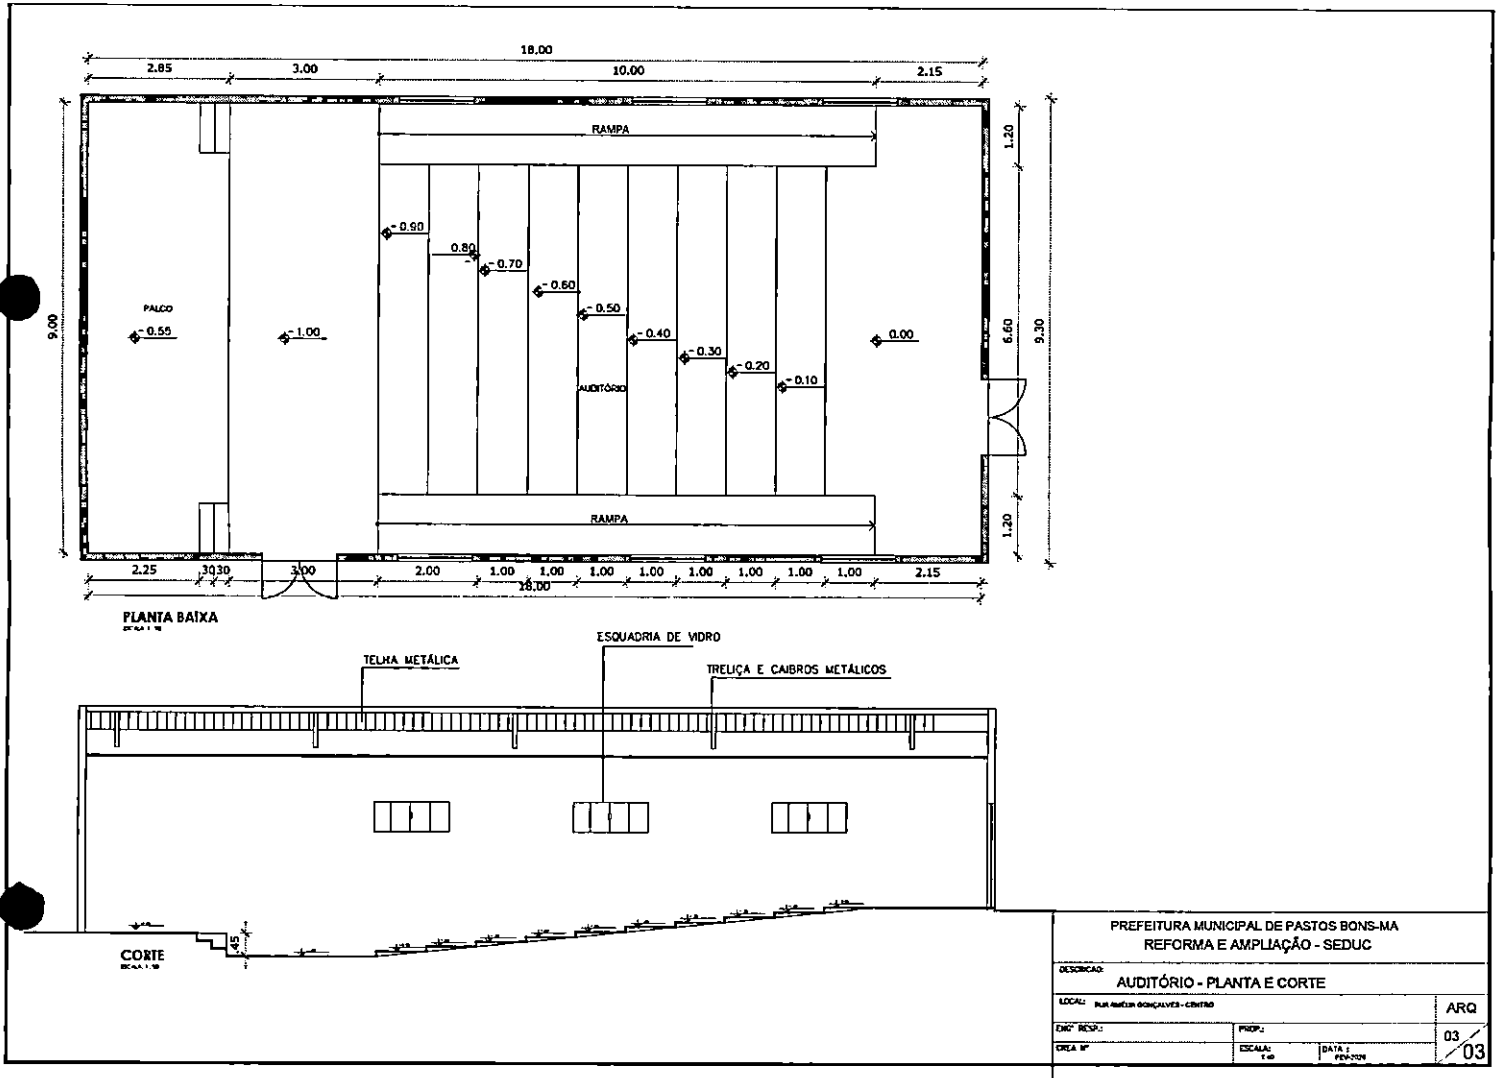 18.00
2.85 3.00 10.00 2.15
RAMPA
1.20
- 0.90
0.80
-
- 0.70
- 0.60
PALCO
- 0.50
9.00
- 0.55
- 1.00
- 0.40
0.00
6.60
9.30
- 0.30
- 0.20
AUDITÓRIO
- 0.10
RAMPA
1.20
2.25 .30 .30 3.00 2.00 1.00 1.00 1.00 1.00 1.00 1.00 1.00 1.00 2.15
18.00
PLANTA BAIXA
ESQUADRIA DE VIDRO
TELHA METÁLICA
TRELIÇA E CAIBROS METÁLICOS
.45
CORTE
PREFEITURA MUNICIPAL DE PASTOS BONS-MA
REFORMA E AMPLIAÇÃO - SEDUC
DESCRICAO:
AUDITÓRIO - PLANTA E CORTE
LOCAL: GONÇALVES - CENTRO
ARQ
ENGº RESP.:
PROP.:
03
CREA Nº
ESCALA:
DATA :
03